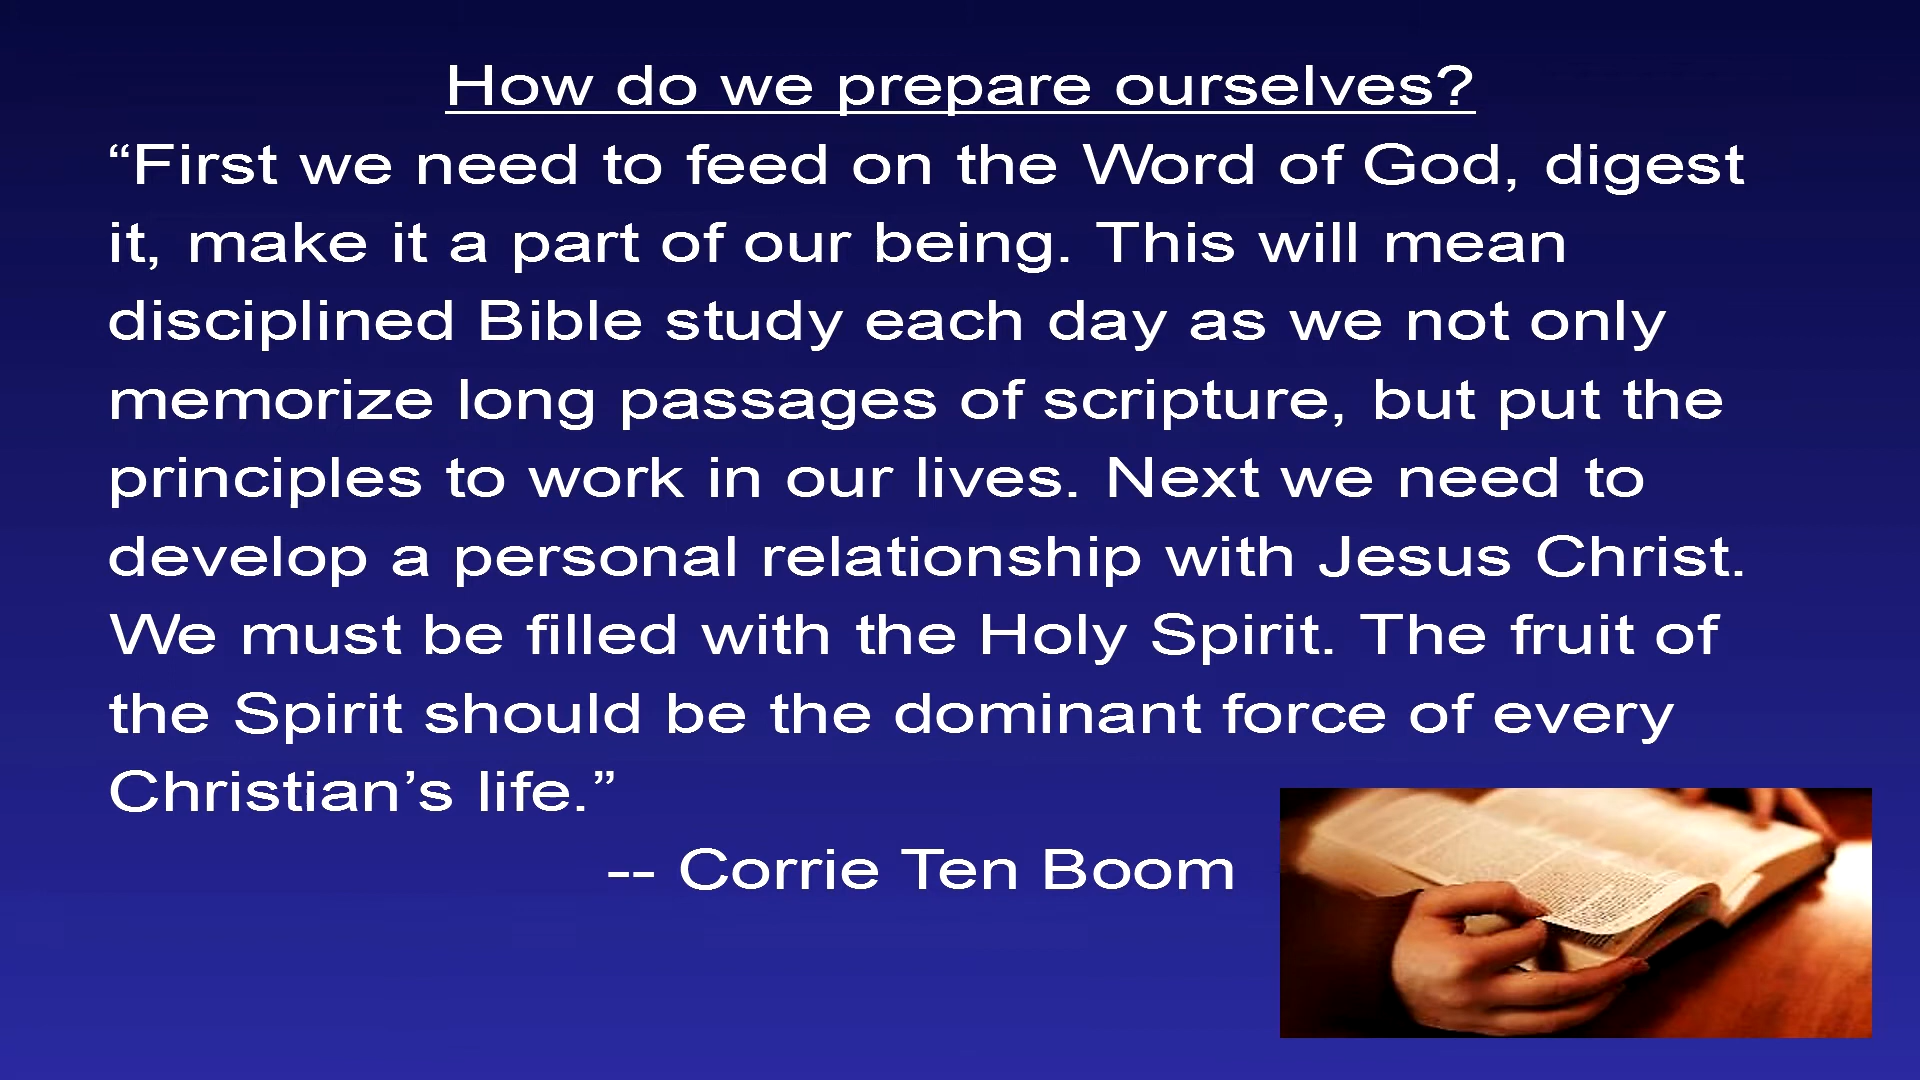 How do we prepare ourselves?
“First we need to feed on the Word of God, digest
it, make it a part of our being. This will mean
disciplined Bible study each day as we not only
memorize long passages of scripture, but put the
principles to work in our lives. Next we need to
develop a personal relationship with Jesus Christ.
We must be filled with the Holy Spirit. The fruit of
the Spirit should be the dominant force of every
Christian’s life.”
-- Corrie Ten Boom